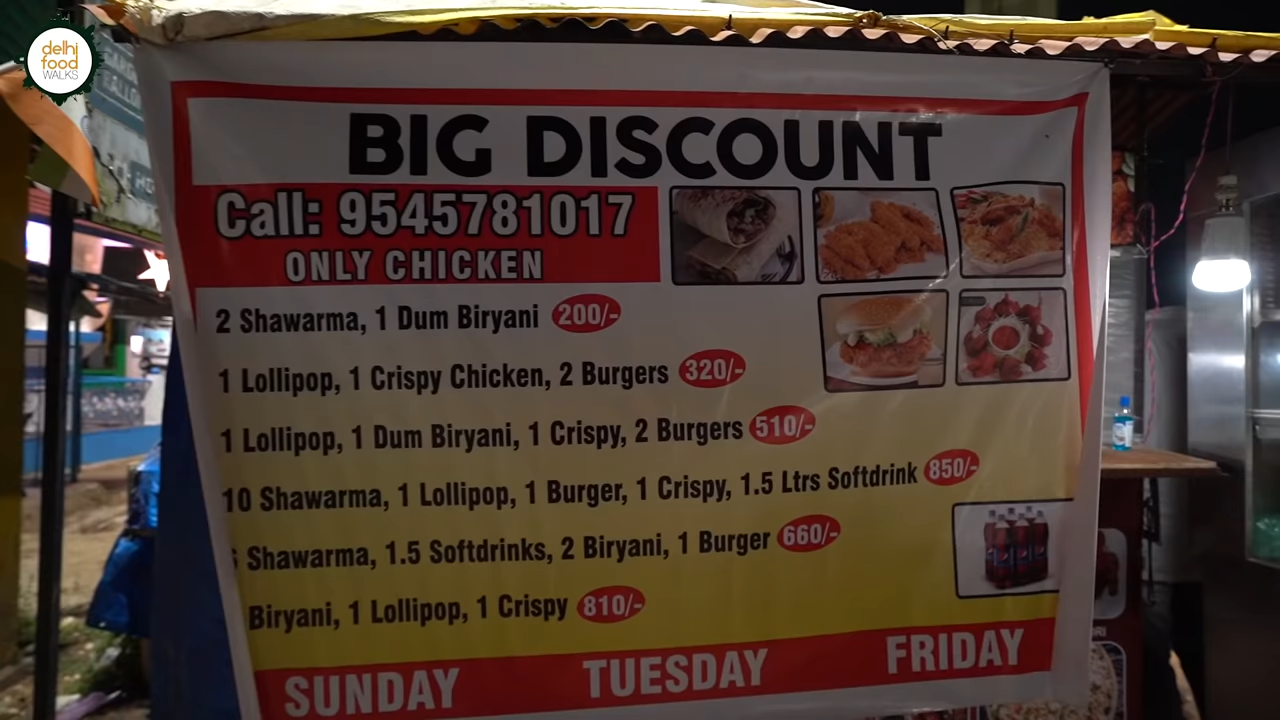 delhi
food
WALKS
BIG DISCOUNT
Call: 9545781017
ONLY CHICKEN
2 Shawarma, 1 Dum Biryani 200/-
1 Lollipop, 1 Crispy Chicken, 2 Burgers 320/-
1 Lollipop, 1 Dum Biryani, 1 Crispy, 2 Burgers 510/-
10 Shawarma, 1 Lollipop, 1 Burger, 1 Crispy, 1.5 Ltrs Softdrink 850/-
Shawarma, 1.5 Softdrinks, 2 Biryani, 1 Burger 660/-
Biryani, 1 Lollipop, 1 Crispy 810/-
SUNDAY TUESDAY FRIDAY